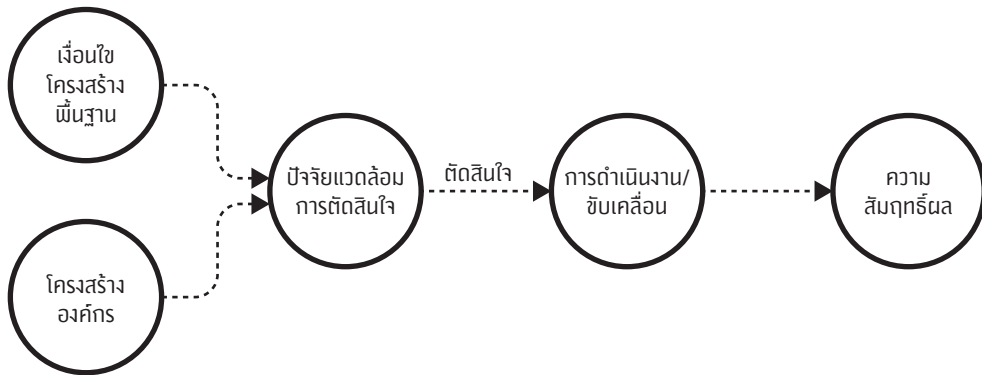 เงื่อนไข
โครงสร้าง
พื้นฐาน
ปัจจัยแวดล้อม
การตัดสินใจ
ตัดสินใจ
การดำเนินงาน/
ขับเคลื่อน
ความ
สัมฤทธิ์ผล
โครงสร้าง
องค์กร